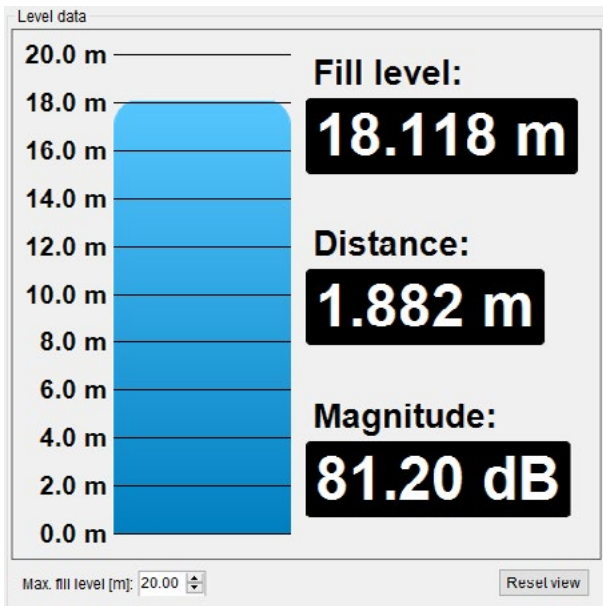 Level data
20.0 m
18.0 m
16.0 m
14.0 m
12.0 m
10.0 m
8.0 m
6.0 m
4.0 m
2.0 m
0.0 m
Fill level:
18.118 m
Distance:
1.882 m
Magnitude:
81.20 dB
Max. fill level [m]: 20.00
Reset view